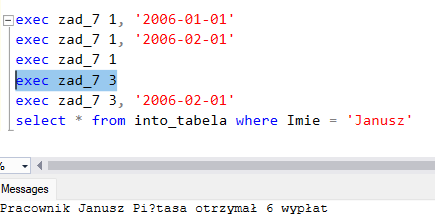 exec zad_7 1, '2006-01-01'
exec zad_7 1, '2006-02-01'
exec zad_7 1
exec zad_7 3
exec zad_7 3, '2006-02-01'
select * from into_tabela where Imie = 'Janusz'
%
Messages
Pracownik Janusz Pi?tasa otrzymał 6 wypłat